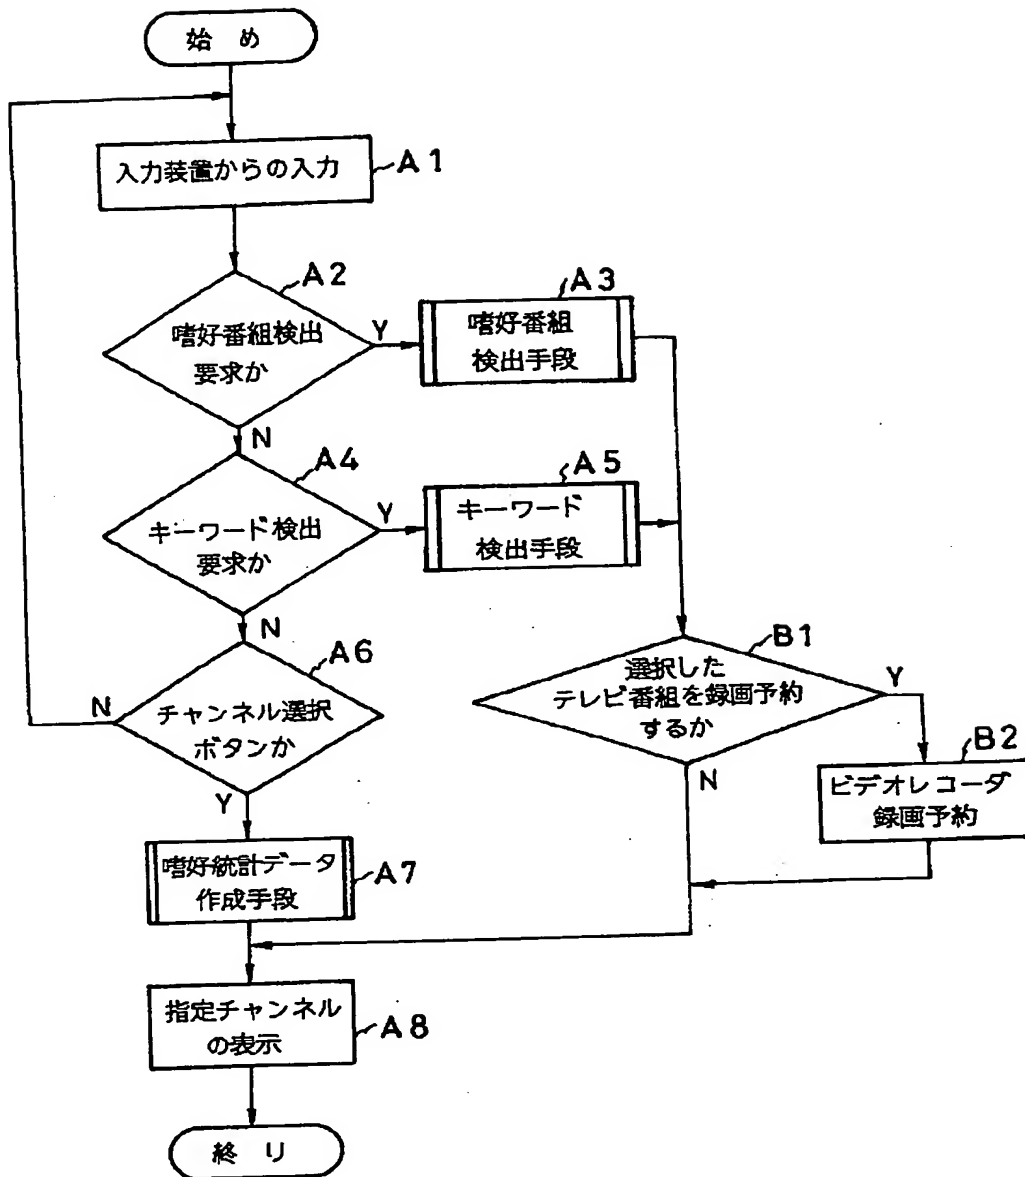 始 め
入力装置からの入力
A1
A2
嗜好番組検出
要求か
Y
N
A3
嗜好番組
検出手段
A4
キーワード検出
要求か
Y
N
A5
キーワード
検出手段
A6
チャンネル選択
ボタンか
N
Y
B1
選択した
テレビ番組を録画予約
するか
Y
N
B2
ビデオレコーダ
録画予約
嗜好統計データ
作成手段
A7
指定チャンネル
の表示
A8
終 り